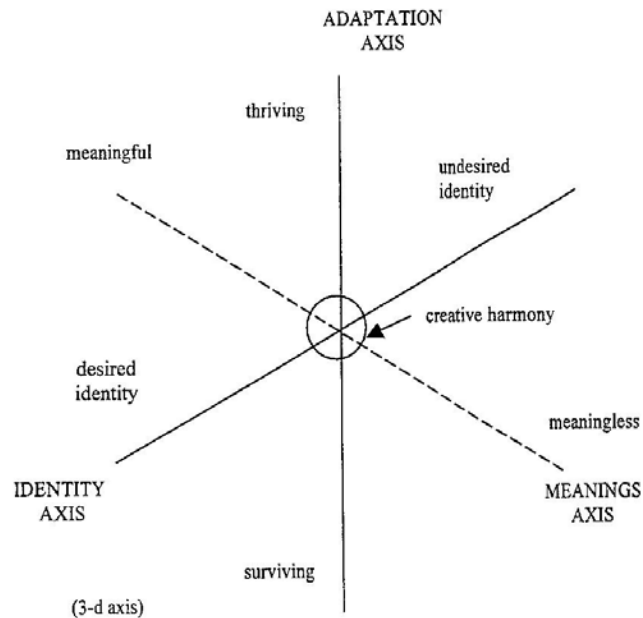 ADAPTATION
AXIS
thriving
meaningful
undesired
identity
creative harmony
desired
identity
meaningless
IDENTITY
AXIS
MEANINGS
AXIS
surviving
(3-d axis)